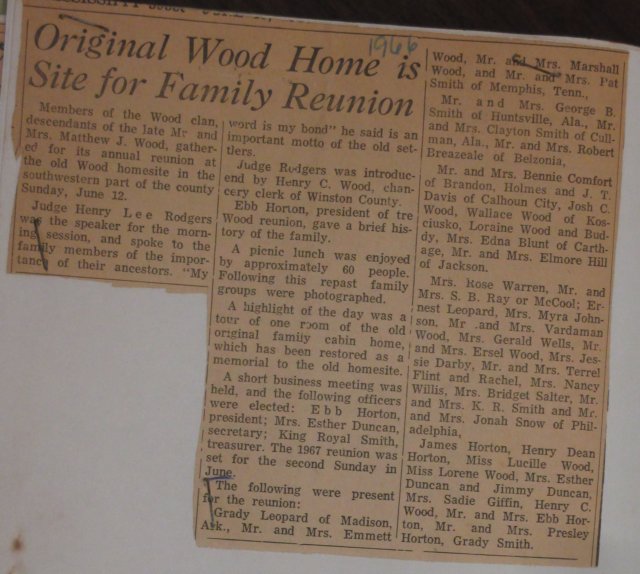 1966
Original Wood Home is
Site for Family Reunion
Members of the Wood clan,
descendants of the late Mr and
Mrs. Matthew J. Wood, gather-
ed for its annual reunion at
the old Wood homesite in the
southwestern part of the county
Sunday, June 12.
Judge Henry Lee Rodgers
was the speaker for the morn-
ing session, and spoke to the
family members of the impor-
tance of their ancestors. "My
word is my bond" he said is an
important motto of the old set-
tlers.
Judge Rodgers was introduc-
end by Henry C. Wood, chan-
cery clerk of Winston County.
Ebb Horton, president of tre
Wood reunion, gave a brief his-
tory of the family.
A picnic lunch was enjoyed
by approximately 60 people.
Following this repast family
groups were photographed.
A highlight of the day was a
tour of one room of the old
original family cabin home,
which has been restored as a
memorial to the old homesite.
A short business meeting was
held, and the following officers
were elected: Ebb Horton,
president; Mrs. Esther Duncan,
secretary; King Royal Smith,
treasurer. The 1967 reunion was
set for the second Sunday in
June.
The following were present
for the reunion:
Grady Leopard of Madison,
Ark., Mr. and Mrs. Emmett
Wood, Mr. and Mrs. Marshall
Wood, and Mr. and Mrs. Pat
Smith of Memphis, Tenn.,
Mr. and Mrs. George B.
Smith of Huntsville, Ala., Mr.
and Mrs. Clayton Smith of Cull-
man, Ala., Mr. and Mrs. Robert
Breazeale of Belzonia,
Mr. and Mrs. Bennie Comfort
of Brandon, Holmes and J. T.
Davis of Calhoun City, Josh C.
Wood, Wallace Wood of Kos-
ciusko, Loraine Wood and Bud-
dy, Mrs. Edna Blunt of Carth-
age, Mr. and Mrs. Elmore Hill
of Jackson.
Mrs. Rose Warren, Mr. and
Mrs. S. B. Ray or McCool; Er-
nest Leopard, Mrs. Myra John-
son, Mr .and Mrs. Vardaman
Wood, Mrs. Gerald Wells, Mr.
and Mrs. Ersel Wood, Mrs. Jes-
sie Darby, Mr. and Mrs. Terrel
Flint and Rachel, Mrs. Nancy
Willis, Mrs. Bridget Salter, Mr.
and Mrs. K. R. Smith and Mr.
and Mrs. Jonah Snow of Phil-
adelphia,
James Horton, Henry Dean
Horton, Miss Lucille Wood,
Miss Lorene Wood, Mrs. Esther
Duncan and Jimmy Duncan,
Mrs. Sadie Giffin, Henry C.
Wood, Mr. and Mrs. Ebb Hor-
ton, Mr. and Mrs. Presley
Horton, Grady Smith.